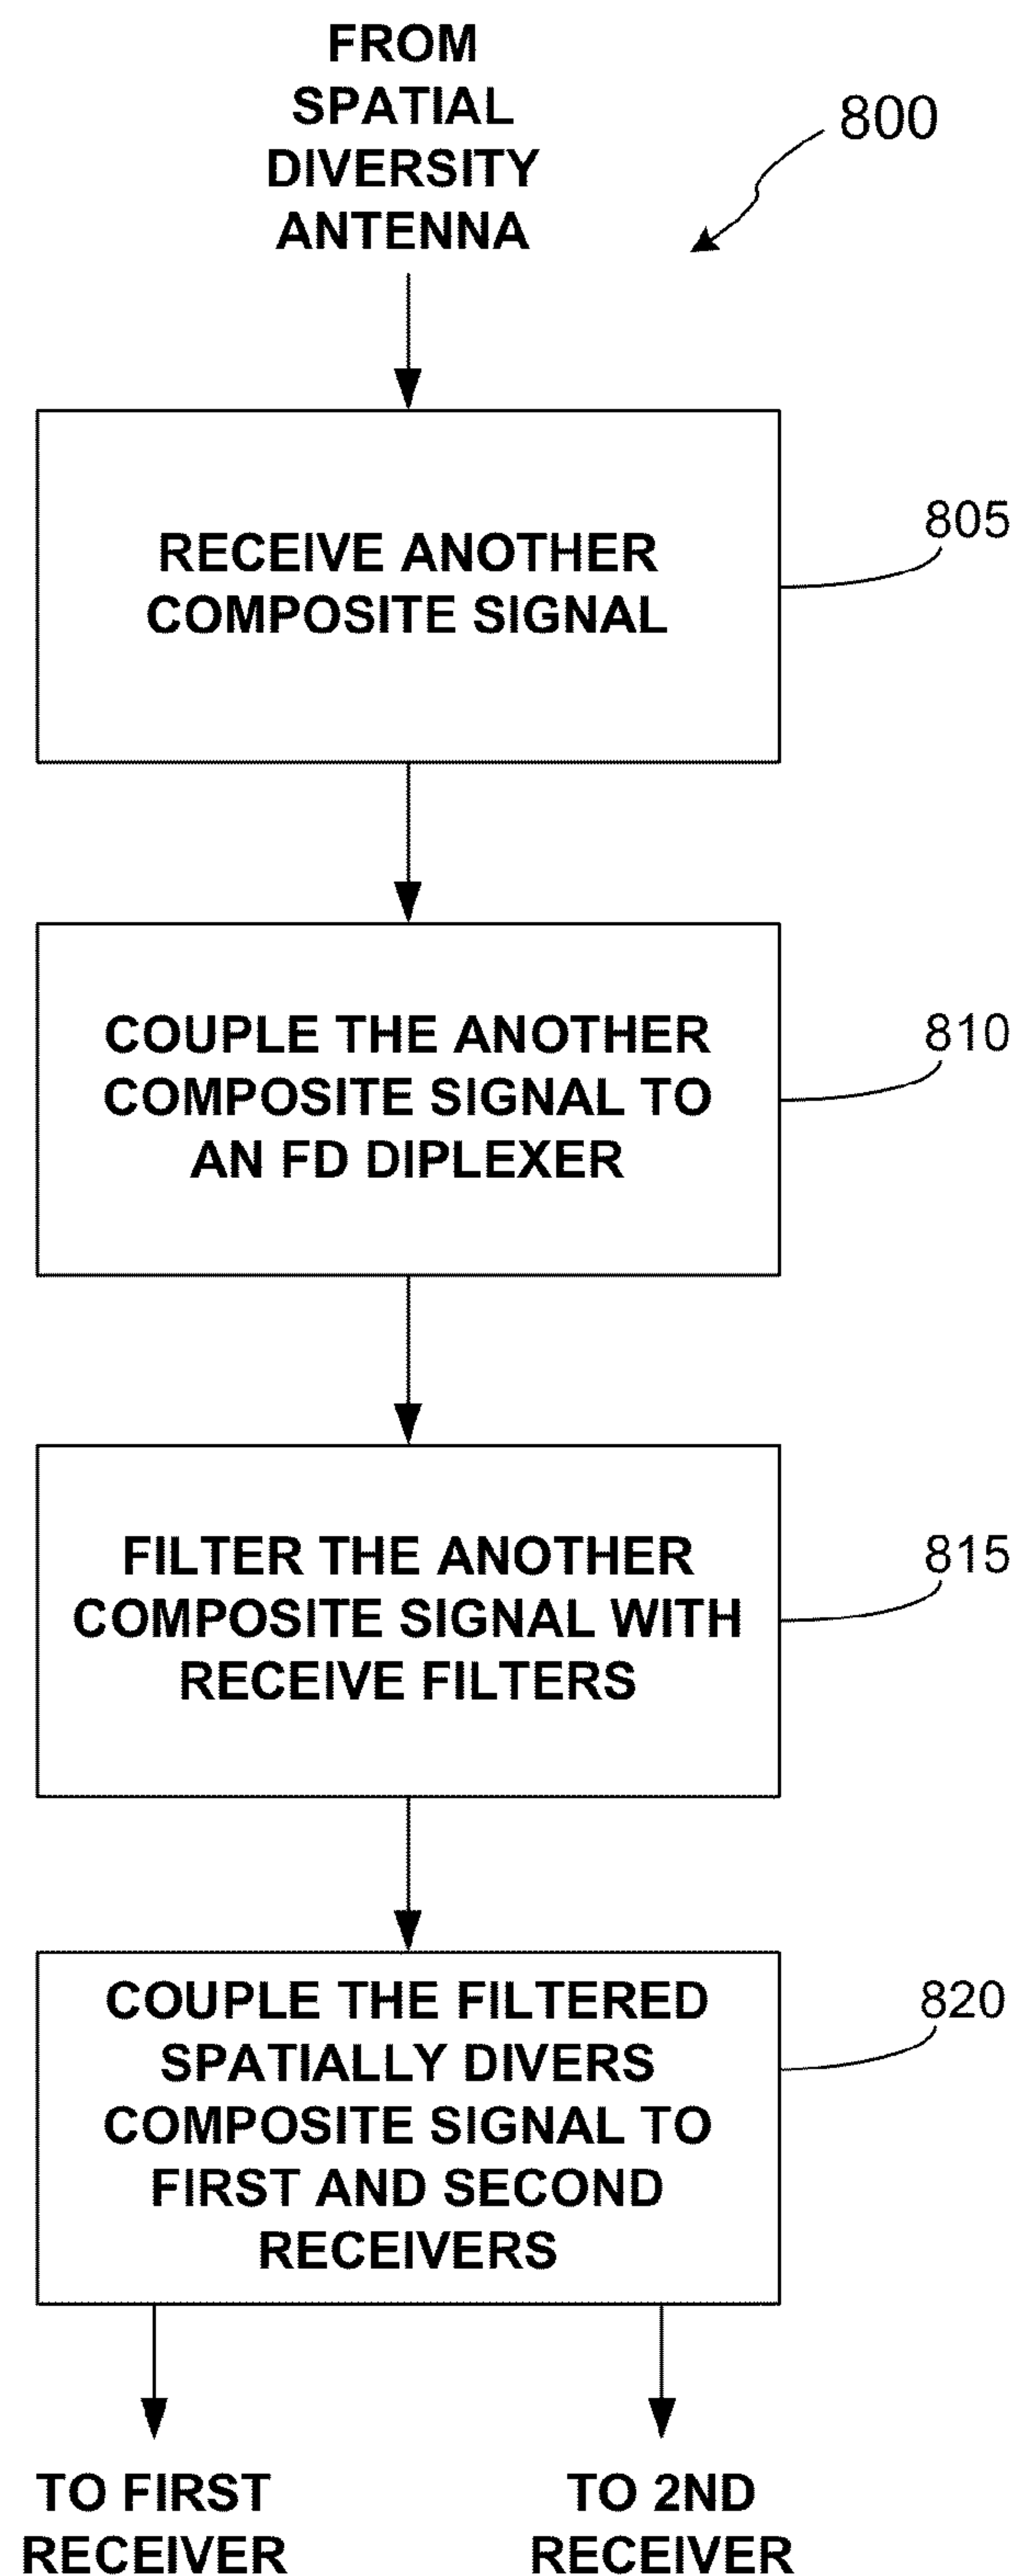 FROM
SPATIAL
DIVERSITY
ANTENNA
800
RECEIVE ANOTHER
COMPOSITE SIGNAL
805
COUPLE THE ANOTHER
COMPOSITE SIGNAL TO
AN FD DIPLEXER
810
FILTER THE ANOTHER
COMPOSITE SIGNAL WITH
RECEIVE FILTERS
815
COUPLE THE FILTERED
SPATIALLY DIVERS
COMPOSITE SIGNAL TO
FIRST AND SECOND
RECEIVERS
820
TO FIRST
RECEIVER
TO 2ND
RECEIVER